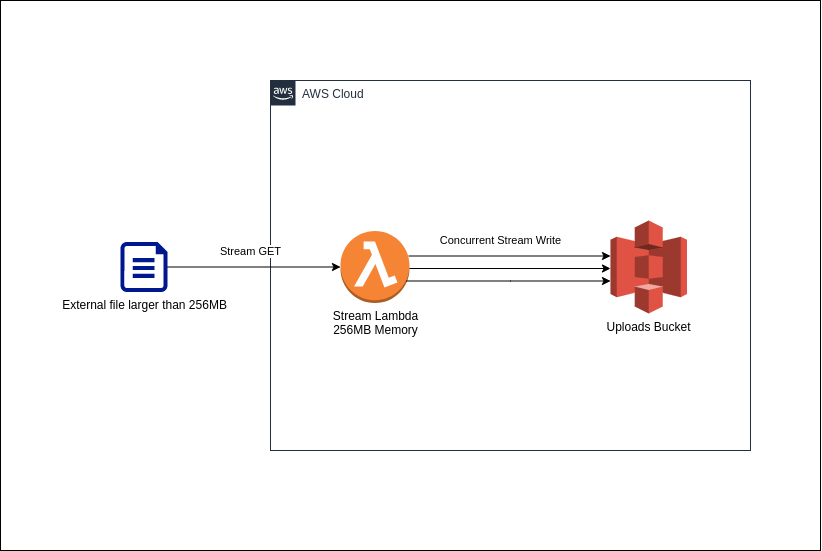 aws
AWS Cloud
Stream GET
Concurrent Stream Write
External file larger than 256MB
Stream Lambda
256MB Memory
Uploads Bucket